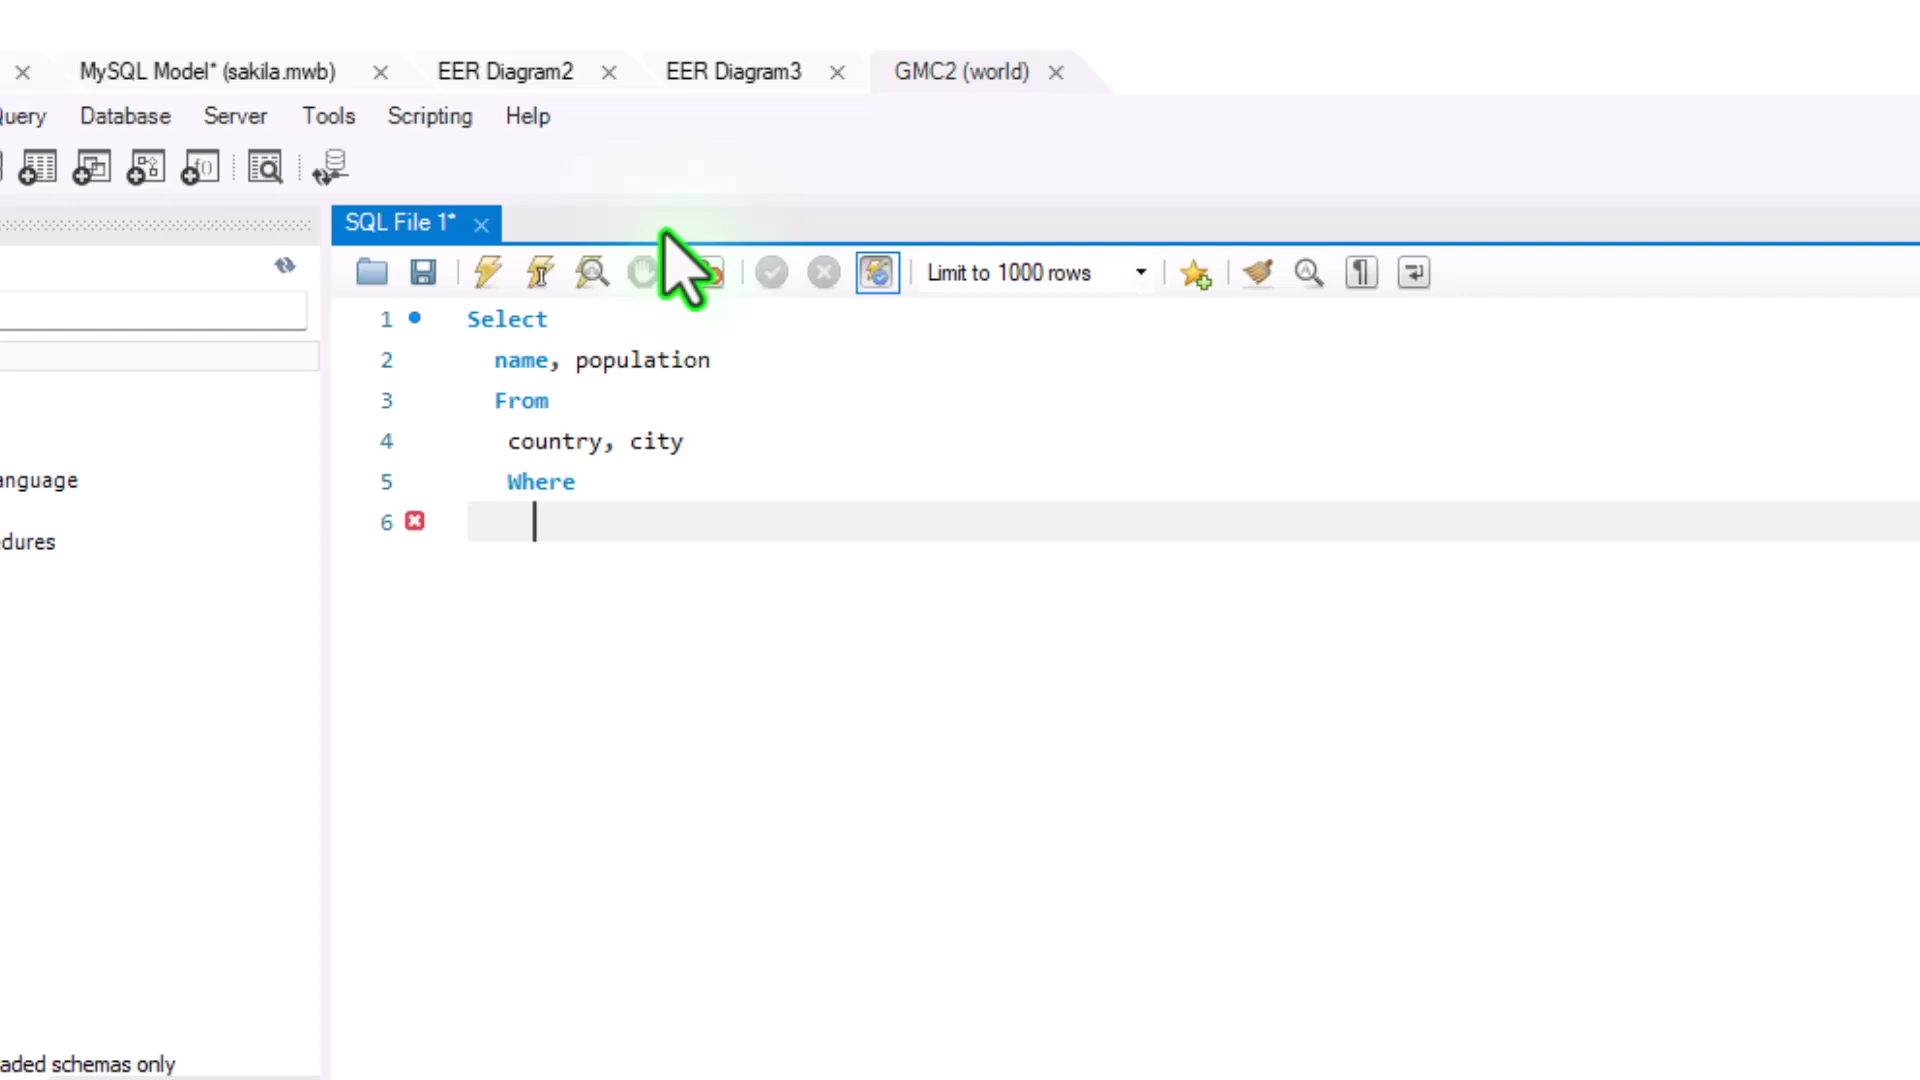 MySQL Model* (sakila.mwb) EER Diagram2 EER Diagram3 GMC2 (world)
Query Database Server Tools Scripting Help
SQL File 1*
Limit to 1000 rows
1 Select
2 name, population
3 From
4 country, city
5 Where
6
anguage
dures
aded schemas only